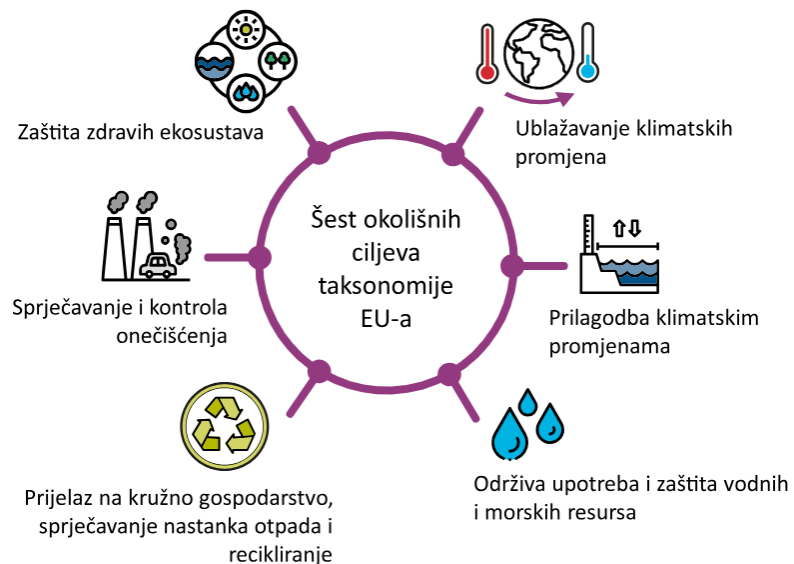 Šest okolišnih
ciljeva
taksonomije
EU-a
Ublažavanje klimatskih
promjena
Prilagodba klimatskim
promjenama
Održiva upotreba i zaštita vodnih
i morskih resursa
Prijelaz na kružno gospodarstvo,
sprječavanje nastanka otpada i
recikliranje
Sprječavanje i kontrola
onečišćenja
Zaštita zdravih ekosustava